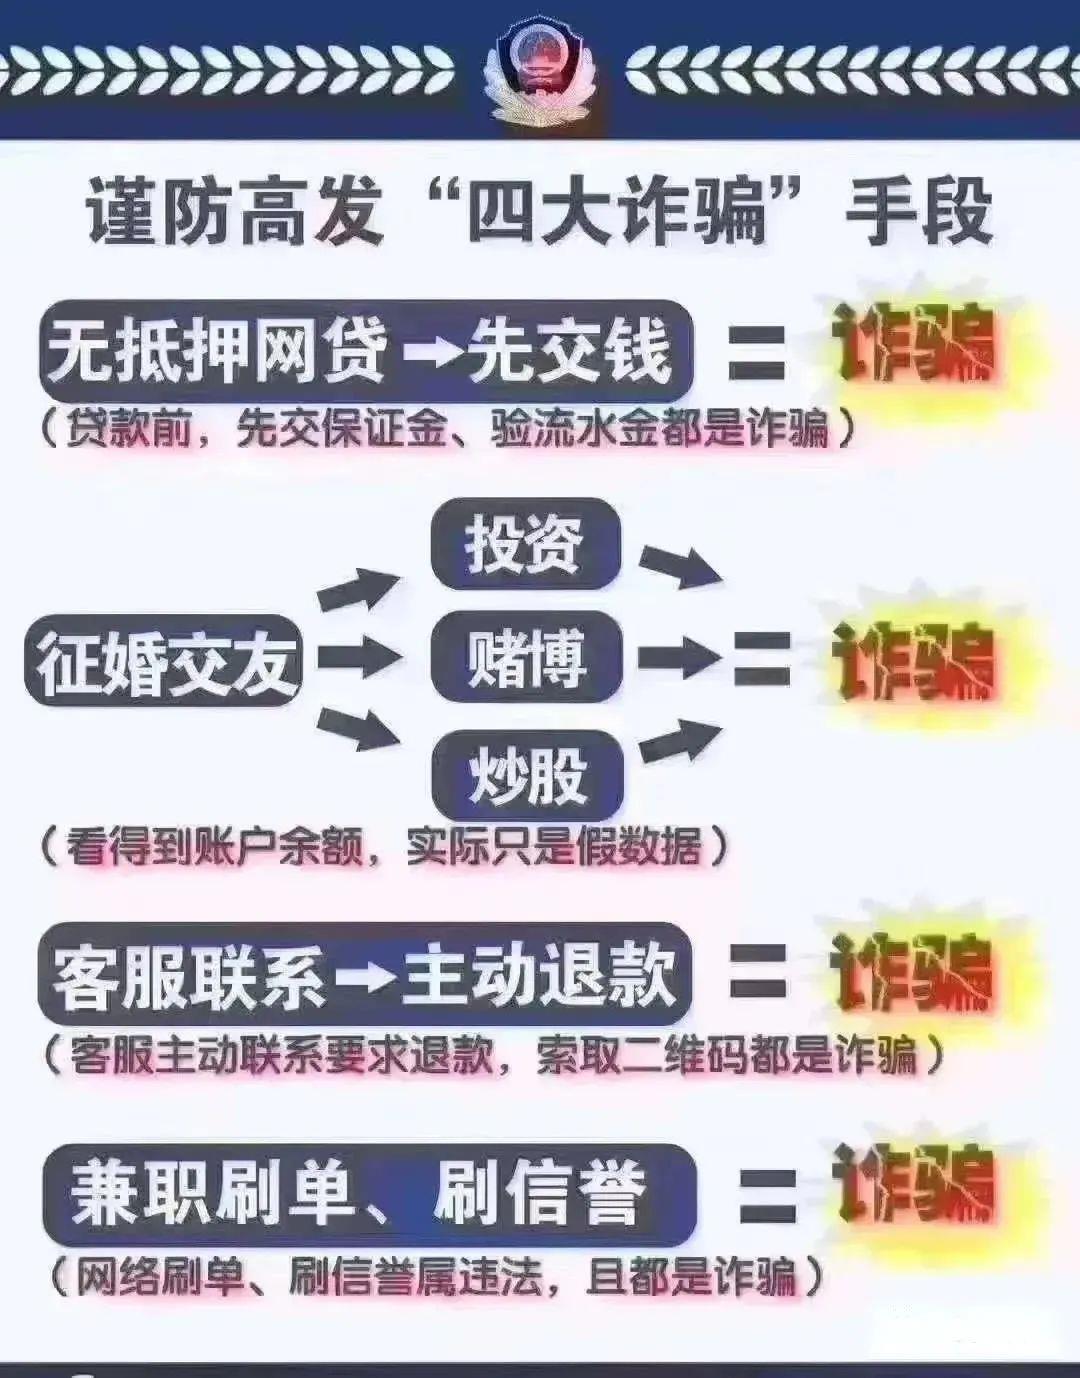 谨防高发“四大诈骗”手段
无抵押网贷→先交钱 = 诈骗
（贷款前，先交保证金、验流水金都是诈骗）
投资
征婚交友→赌博→= 诈骗
炒股
（看得到账户余额，实际只是假数据）
客服联系→主动退款 = 诈骗
（客服主动联系要求退款，索取二维码都是诈骗）
兼职刷单、刷信誉 = 诈骗
（网络刷单、刷信誉属违法，且都是诈骗）